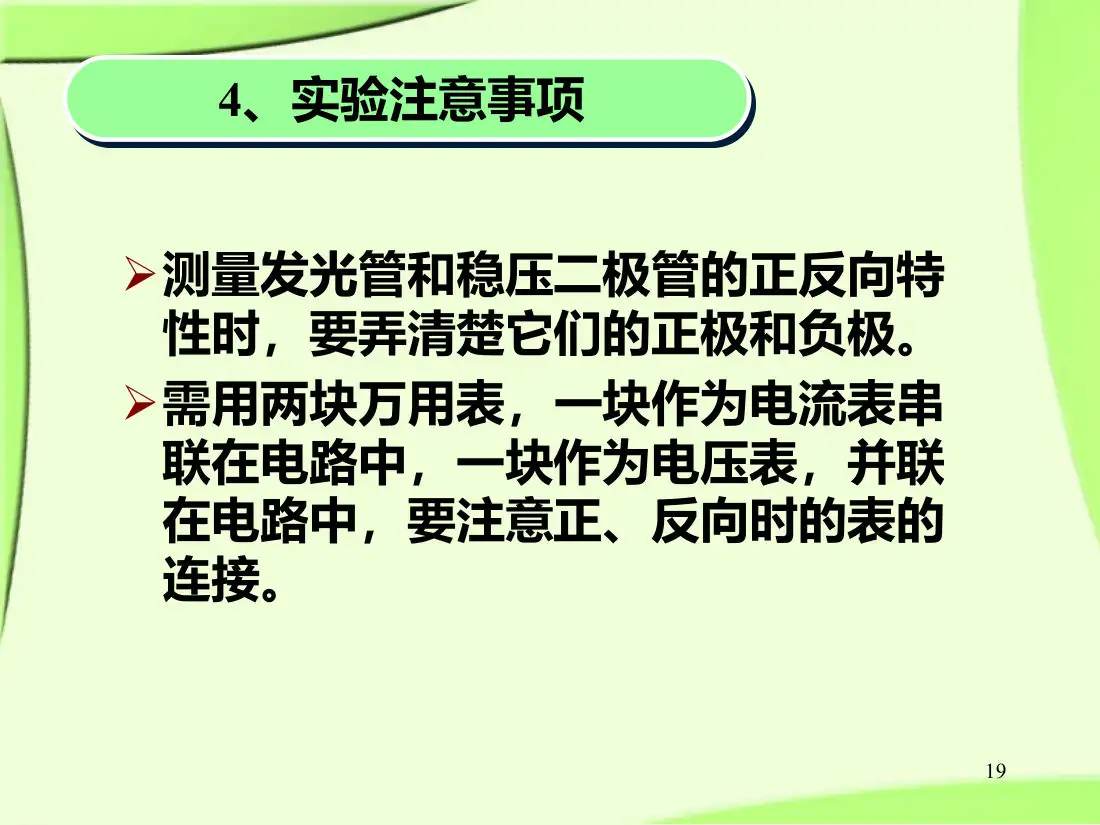 4、实验注意事项
测量发光管和稳压二极管的正反向特
性时，要弄清楚它们的正极和负极。
需用两块万用表，一块作为电流表串
联在电路中，一块作为电压表，并联
在电路中，要注意正、反向时的表的
连接。
19